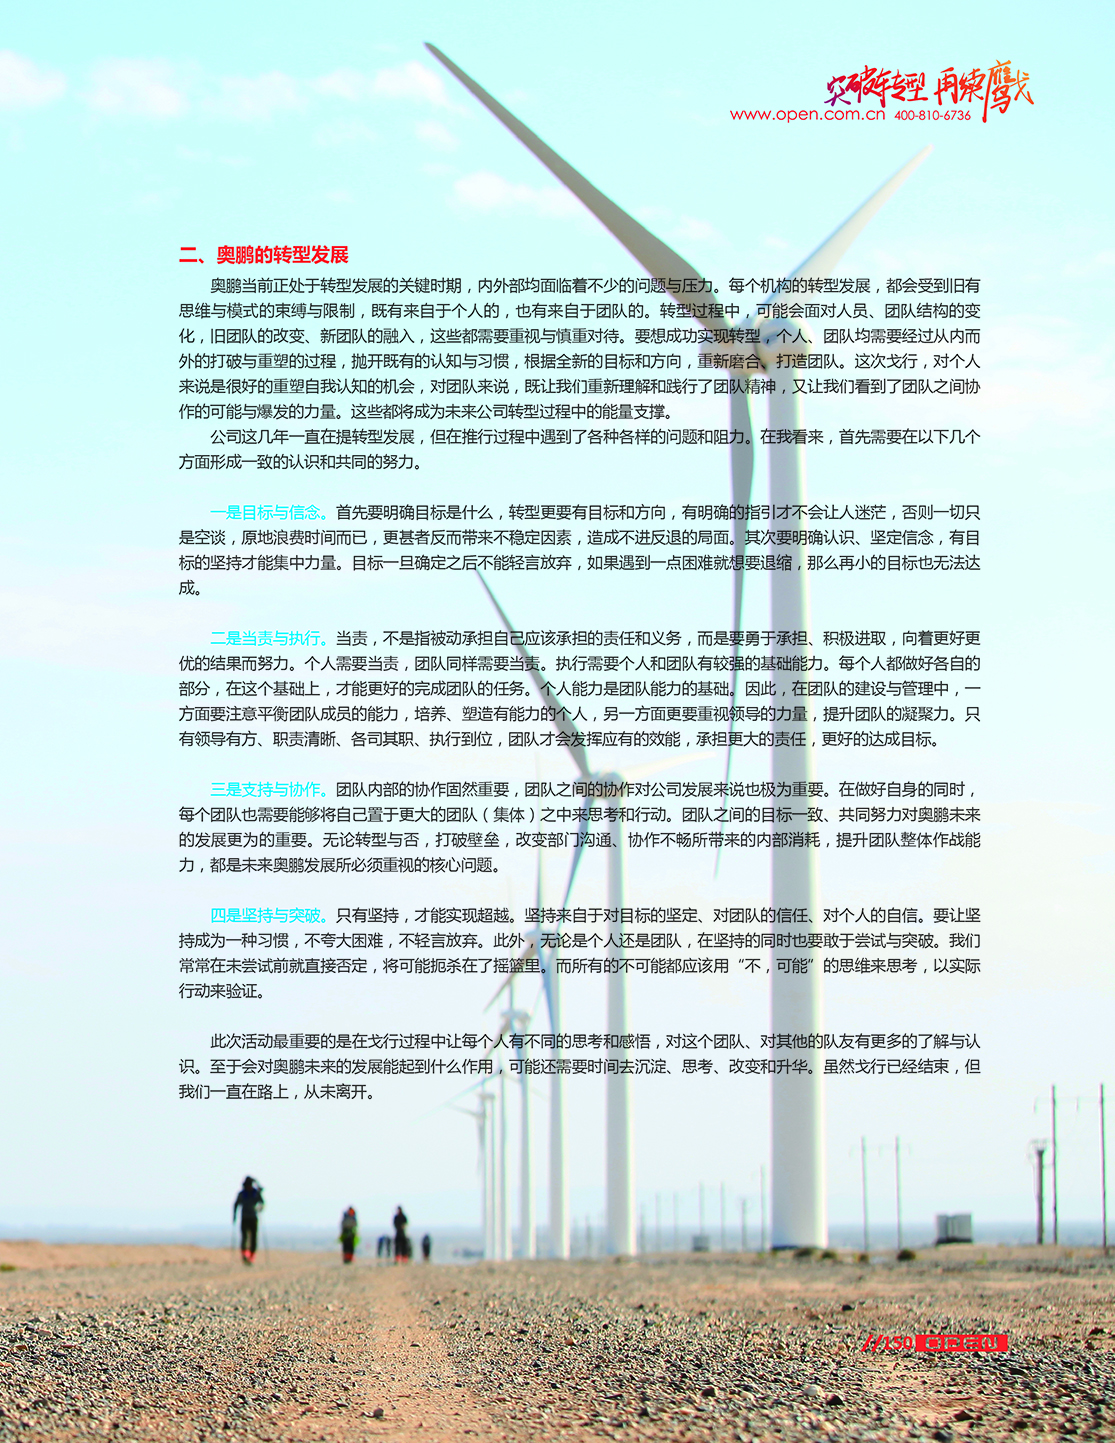 突破转型 再续鹰戈
www.open.com.cn 400-810-6736
二、奥鹏的转型发展
奥鹏当前正处于转型发展的关键时期，内外部均面临着不少的问题与压力。每个机构的转型发展，都会受到旧有
思维与模式的束缚与限制，既有来自于个人的，也有来自于团队的。转型过程中，可能会面对人员、团队结构的变
化，旧团队的改变、新团队的融入，这些都需要重视与慎重对待。要想成功实现转型，个人、团队均需要经过从内而
外的打破与重塑的过程，抛开既有的认知与习惯，根据全新的目标和方向，重新磨合、打造团队。这次戈行，对个人
来说是很好的重塑自我认知的机会，对团队来说，既让我们重新理解和践行了团队精神，又让我们看到了团队之间协
作的可能与爆发的力量。这些都将成为未来公司转型过程中的能量支撑。
公司这几年一直在提转型发展，但在推行过程中遇到了各种各样的问题和阻力。在我看来，首先需要在以下几个
方面形成一致的认识和共同的努力。
一是目标与信念。首先要明确目标是什么，转型更要有目标和方向，有明确的指引才不会让人迷茫，否则一切只
是空谈，原地浪费时间而已，更甚者反而带来不稳定因素，造成不进反退的局面。其次要明确认识、坚定信念，有目
标的坚持才能集中力量。目标一旦确定之后不能轻言放弃，如果遇到一点困难就想要退缩，那么再小的目标也无法达
成。
二是当责与执行。当责，不是指被动承担自己应该承担的责任和义务，而是要勇于承担、积极进取，向着更好更
优的结果而努力。个人需要当责，团队同样需要当责。执行需要个人和团队有较强的基础能力。每个人都做好各自的
部分，在这个基础上，才能更好的完成团队的任务。个人能力是团队能力的基础。因此，在团队的建设与管理中，一
方面要注意平衡团队成员的能力，培养、塑造有能力的个人，另一方面更要重视领导的力量，提升团队的凝聚力。只
有领导有方、职责清晰、各司其职、执行到位，团队才会发挥应有的效能，承担更大的责任，更好的达成目标。
三是支持与协作。团队内部的协作固然重要，团队之间的协作对公司发展来说也极为重要。在做好自身的同时，
每个团队也需要能够将自己置于更大的团队（集体）之中来思考和行动。团队之间的目标一致、共同努力对奥鹏未来
的发展更为的重要。无论转型与否，打破壁垒，改变部门沟通、协作不畅所带来的内部消耗，提升团队整体作战能
力，都是未来奥鹏发展所必须重视的核心问题。
四是坚持与突破。只有坚持，才能实现超越。坚持来自于对目标的坚定、对团队的信任、对个人的自信。要让坚
持成为一种习惯，不夸大困难，不轻言放弃。此外，无论是个人还是团队，在坚持的同时也要敢于尝试与突破。我们
常常在未尝试前就直接否定，将可能扼杀在了摇篮里。而所有的不可能都应该用“不，可能”的思维来思考，以实际
行动来验证。
此次活动最重要的是在戈行过程中让每个人有不同的思考和感悟，对这个团队、对其他的队友有更多的了解与认
识。至于会对奥鹏未来的发展能起到什么作用，可能还需要时间去沉淀、思考、改变和升华。虽然戈行已经结束，但
我们一直在路上，从未离开。
//150 OPEN